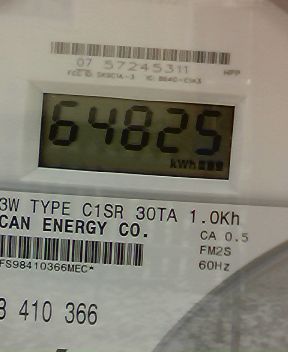 07 57245311
64825
kWh
3W TYPE C1SR 30TA 1.0Kh
CAN ENERGY CO.
CA 0.5
FM2S
60Hz
FS98410366MEC*
410 366